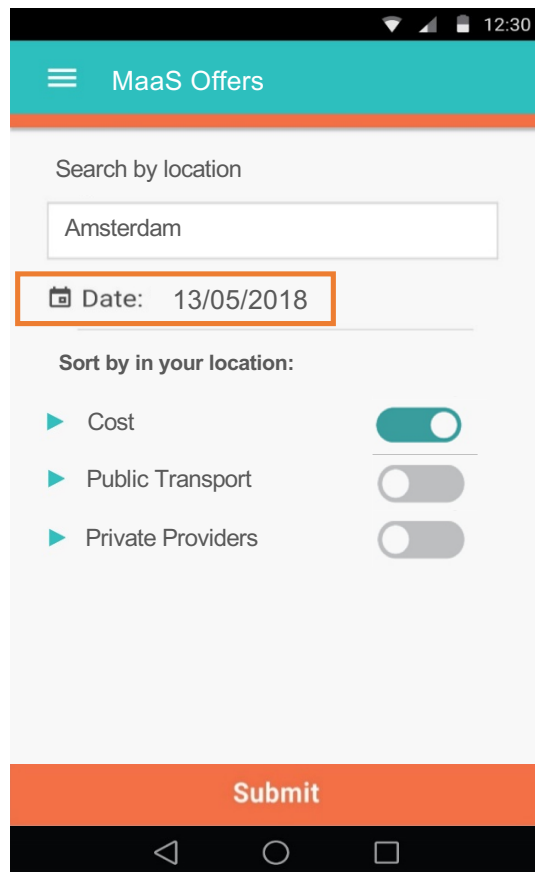 12:30
MaaS Offers
Search by location
Amsterdam
Date: 13/05/2018
Sort by in your location:
Cost
Public Transport
Private Providers
Submit